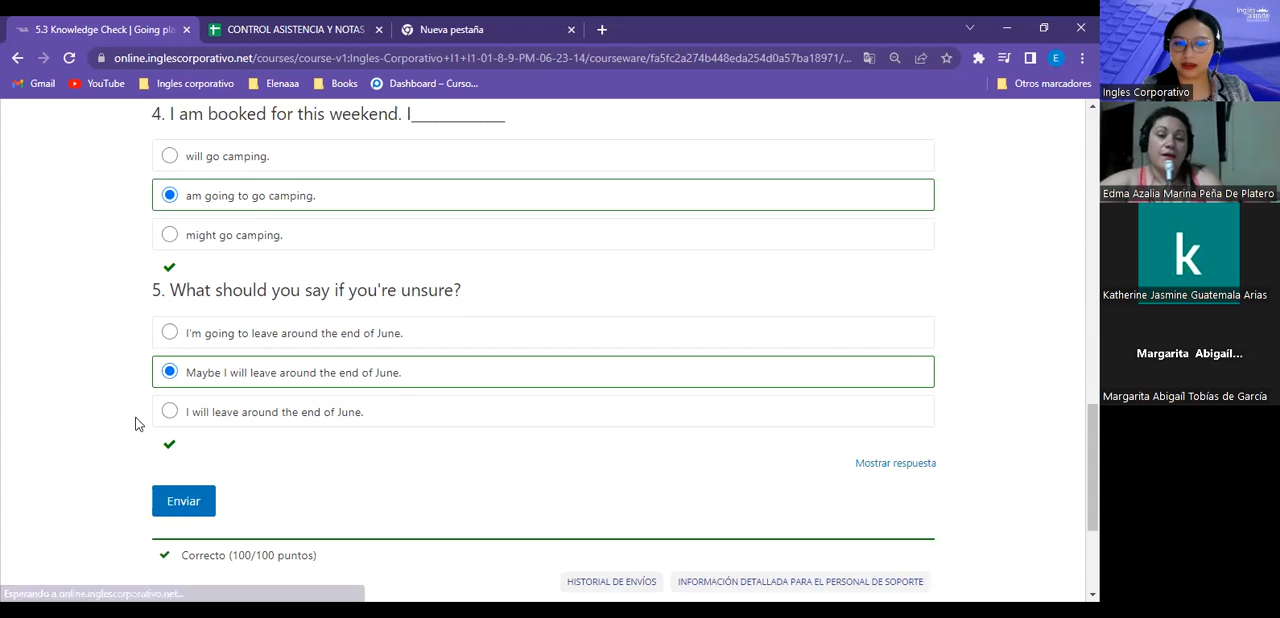 5.3 Knowledge Check | Going pla
CONTROL ASISTENCIA Y NOTAS
Nueva pestaña
online.inglescorporativo.net/courses/course-v1:Ingles-Corporativo+I1+I1-01-8-9-PM-06-23-14/courseware/fa5fc2a274b448eda254d0a57ba18971/...
E
Gmail
YouTube
Ingles corporativo
Elenaaa
Books
Dashboard – Curso...
Otros marcadores
4. I am booked for this weekend. I___________
will go camping.
am going to go camping.
might go camping.
5. What should you say if you're unsure?
I'm going to leave around the end of June.
Maybe I will leave around the end of June.
I will leave around the end of June.
Mostrar respuesta
Enviar
Correcto (100/100 puntos)
HISTORIAL DE ENVÍOS
INFORMACIÓN DETALLADA PARA EL PERSONAL DE SOPORTE
Esperando a online.inglescorporativo.net...
Ingles Corporativo
Edma Azalia Marina Peña De Platero
k
Katherine Jasmine Guatemala Arias
Margarita Abigaíl...
Margarita Abigaíl Tobías de García